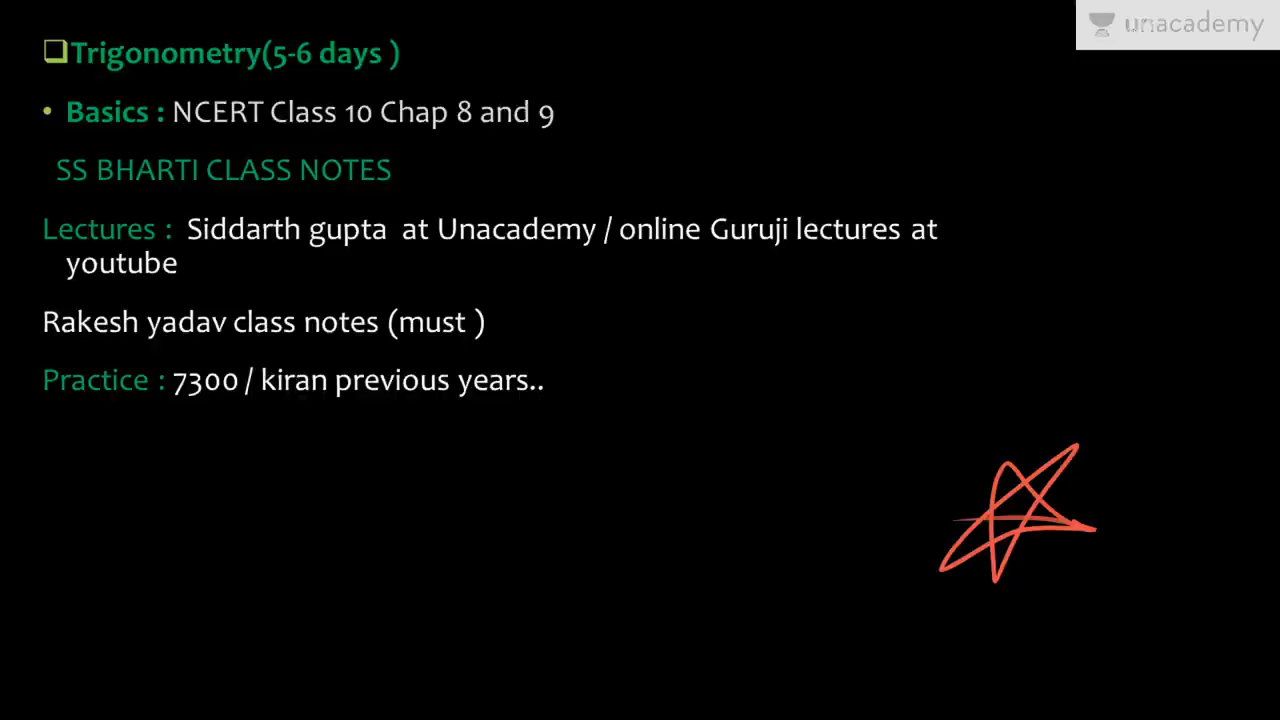 unacademy
❑Trigonometry(5-6 days )
• Basics : NCERT Class 10 Chap 8 and 9
SS BHARTI CLASS NOTES
Lectures : Siddarth gupta at Unacademy / online Guruji lectures at
youtube
Rakesh yadav class notes (must )
Practice : 7300 / kiran previous years..